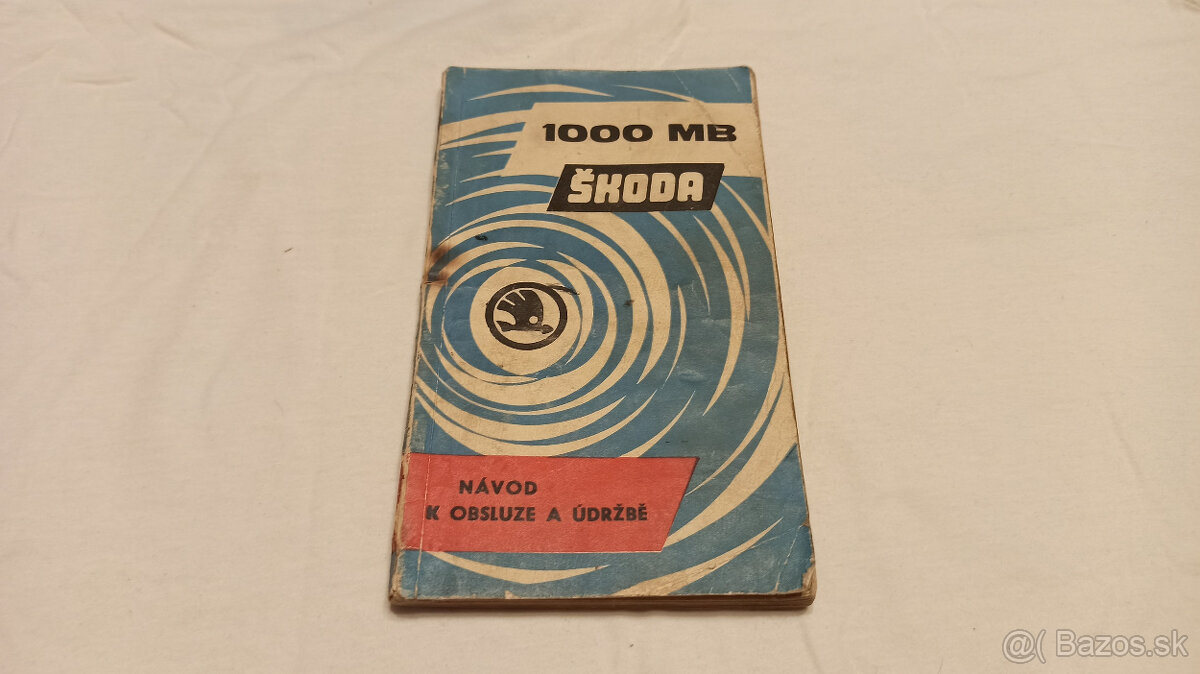 1000 MB
ŠKODA
NÁVOD
K OBSLUZE A ÚDRŽBĚ
@( Bazos.sk